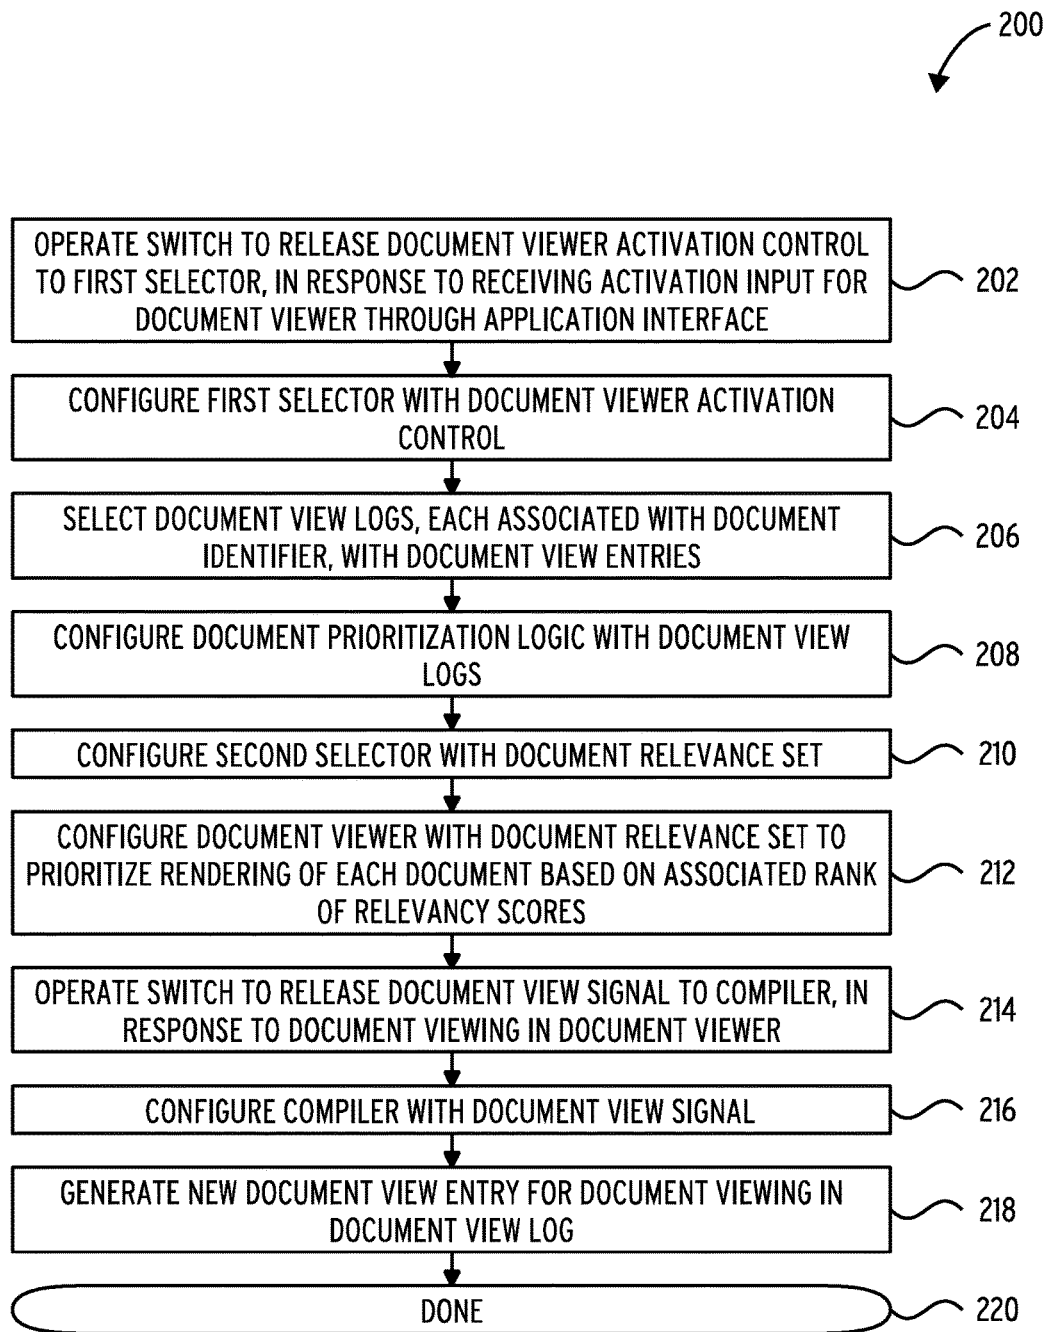 200
OPERATE SWITCH TO RELEASE DOCUMENT VIEWER ACTIVATION CONTROL
TO FIRST SELECTOR, IN RESPONSE TO RECEIVING ACTIVATION INPUT FOR
DOCUMENT VIEWER THROUGH APPLICATION INTERFACE
202
CONFIGURE FIRST SELECTOR WITH DOCUMENT VIEWER ACTIVATION
CONTROL
204
SELECT DOCUMENT VIEW LOGS, EACH ASSOCIATED WITH DOCUMENT
IDENTIFIER, WITH DOCUMENT VIEW ENTRIES
206
CONFIGURE DOCUMENT PRIORITIZATION LOGIC WITH DOCUMENT VIEW
LOGS
208
CONFIGURE SECOND SELECTOR WITH DOCUMENT RELEVANCE SET
210
CONFIGURE DOCUMENT VIEWER WITH DOCUMENT RELEVANCE SET TO
PRIORITIZE RENDERING OF EACH DOCUMENT BASED ON ASSOCIATED RANK
OF RELEVANCY SCORES
212
OPERATE SWITCH TO RELEASE DOCUMENT VIEW SIGNAL TO COMPILER, IN
RESPONSE TO DOCUMENT VIEWING IN DOCUMENT VIEWER
214
CONFIGURE COMPILER WITH DOCUMENT VIEW SIGNAL
216
GENERATE NEW DOCUMENT VIEW ENTRY FOR DOCUMENT VIEWING IN
DOCUMENT VIEW LOG
218
DONE
220